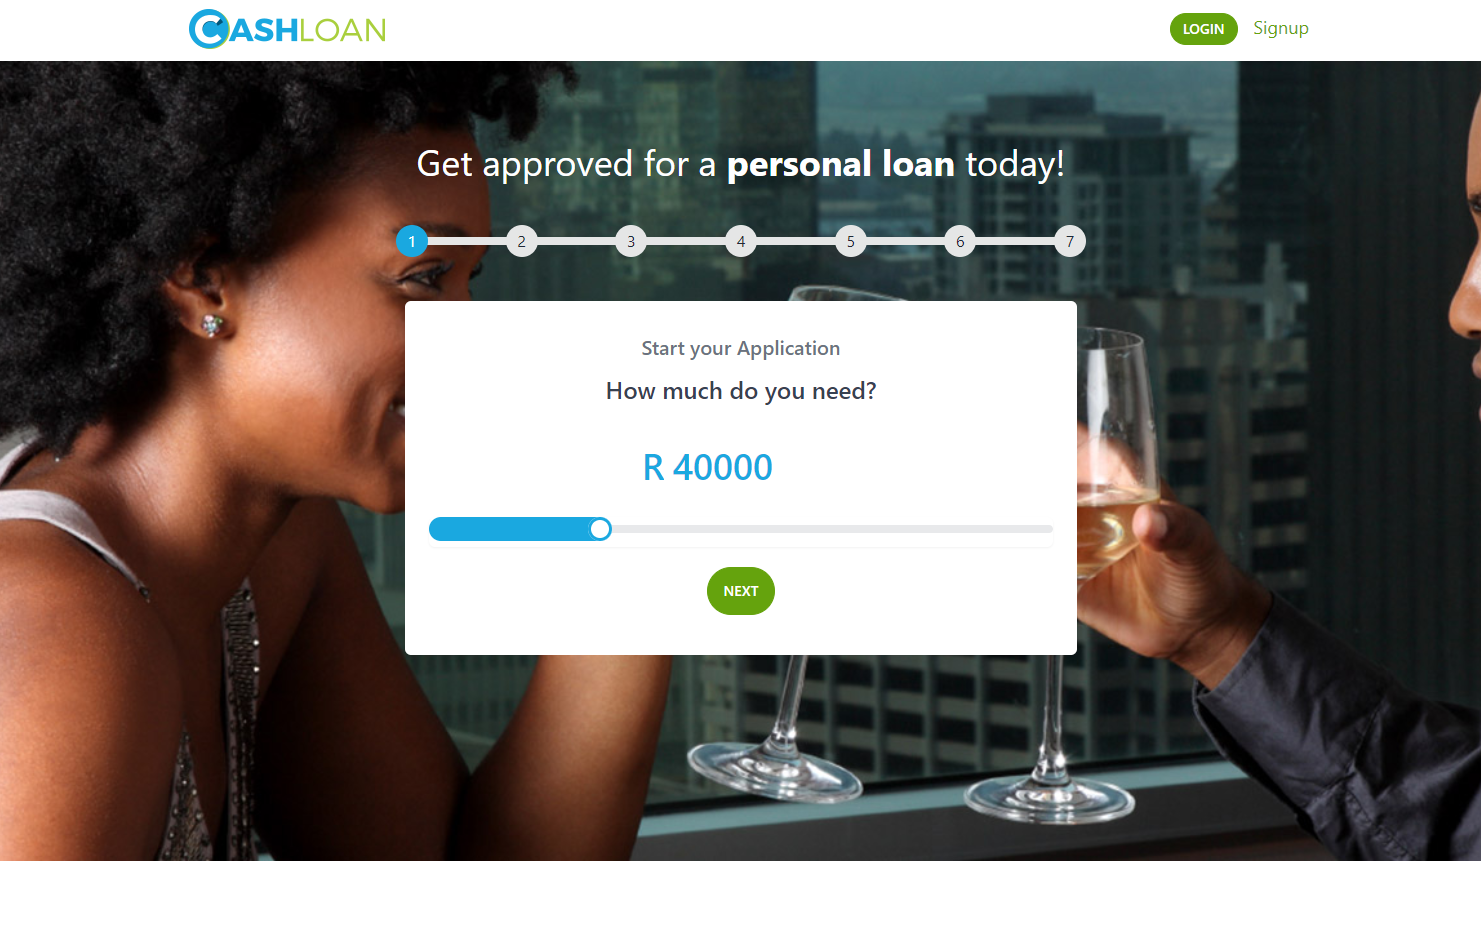 CASHLOAN
LOGIN Signup
Get approved for a personal loan today!
1 2 3 4 5 6 7
Start your Application
How much do you need?
R 40000
NEXT